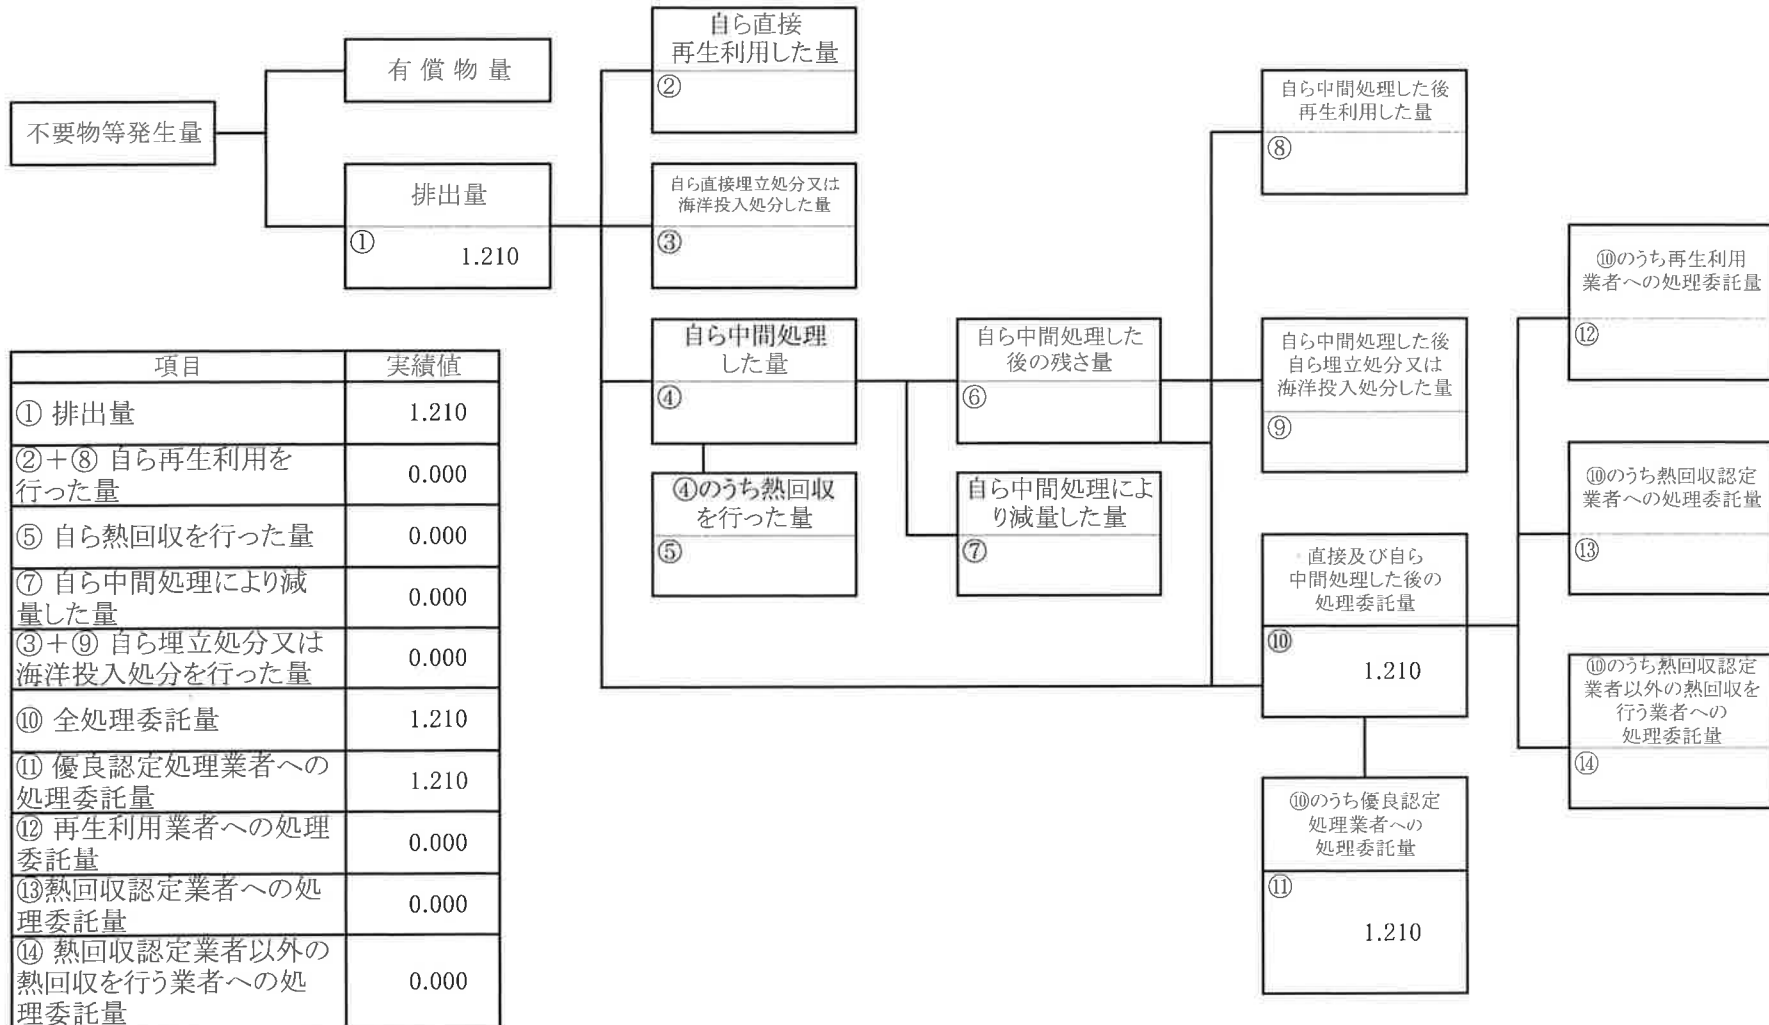 不要物等発生量
有償物量
排出量
①
1.210
自ら直接
再生利用した量
②
自ら直接埋立処分又は
海洋投入処分した量
③
自ら中間処理
した量
④
④のうち熱回収
を行った量
⑤
自ら中間処理した
後の残さ量
⑥
自ら中間処理によ
り減量した量
⑦
自ら中間処理した後
再生利用した量
⑧
自ら中間処理した後
自ら埋立処分又は
海洋投入処分した量
⑨
直接及び自ら
中間処理した後の
処理委託量
⑩
1.210
⑩のうち優良認定
処理業者への
処理委託量
⑪
1.210
⑩のうち再生利用
業者への処理委託量
⑫
⑩のうち熱回収認定
業者への処理委託量
⑬
⑩のうち熱回収認定
業者以外の熱回収を
行う業者への
処理委託量
⑭
項目 実績値
① 排出量 1.210
②+⑧ 自ら再生利用を
行った量 0.000
⑤ 自ら熱回収を行った量 0.000
⑦ 自ら中間処理により減
量した量 0.000
③+⑨ 自ら埋立処分又は
海洋投入処分を行った量 0.000
⑩ 全処理委託量 1.210
⑪ 優良認定処理業者への
処理委託量 1.210
⑫ 再生利用業者への処理
委託量 0.000
⑬熱回収認定業者への処
理委託量 0.000
⑭ 熱回収認定業者以外の
熱回収を行う業者への処
理委託量 0.000